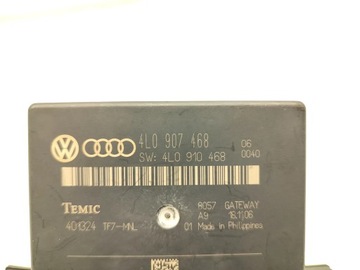 4L0 907 468 06
SW: 4L0 910 468 0040
TEMIC 8057 GATEWAY
A9 16.11.06
401324 TF7-MNL 01 Made in Philippines